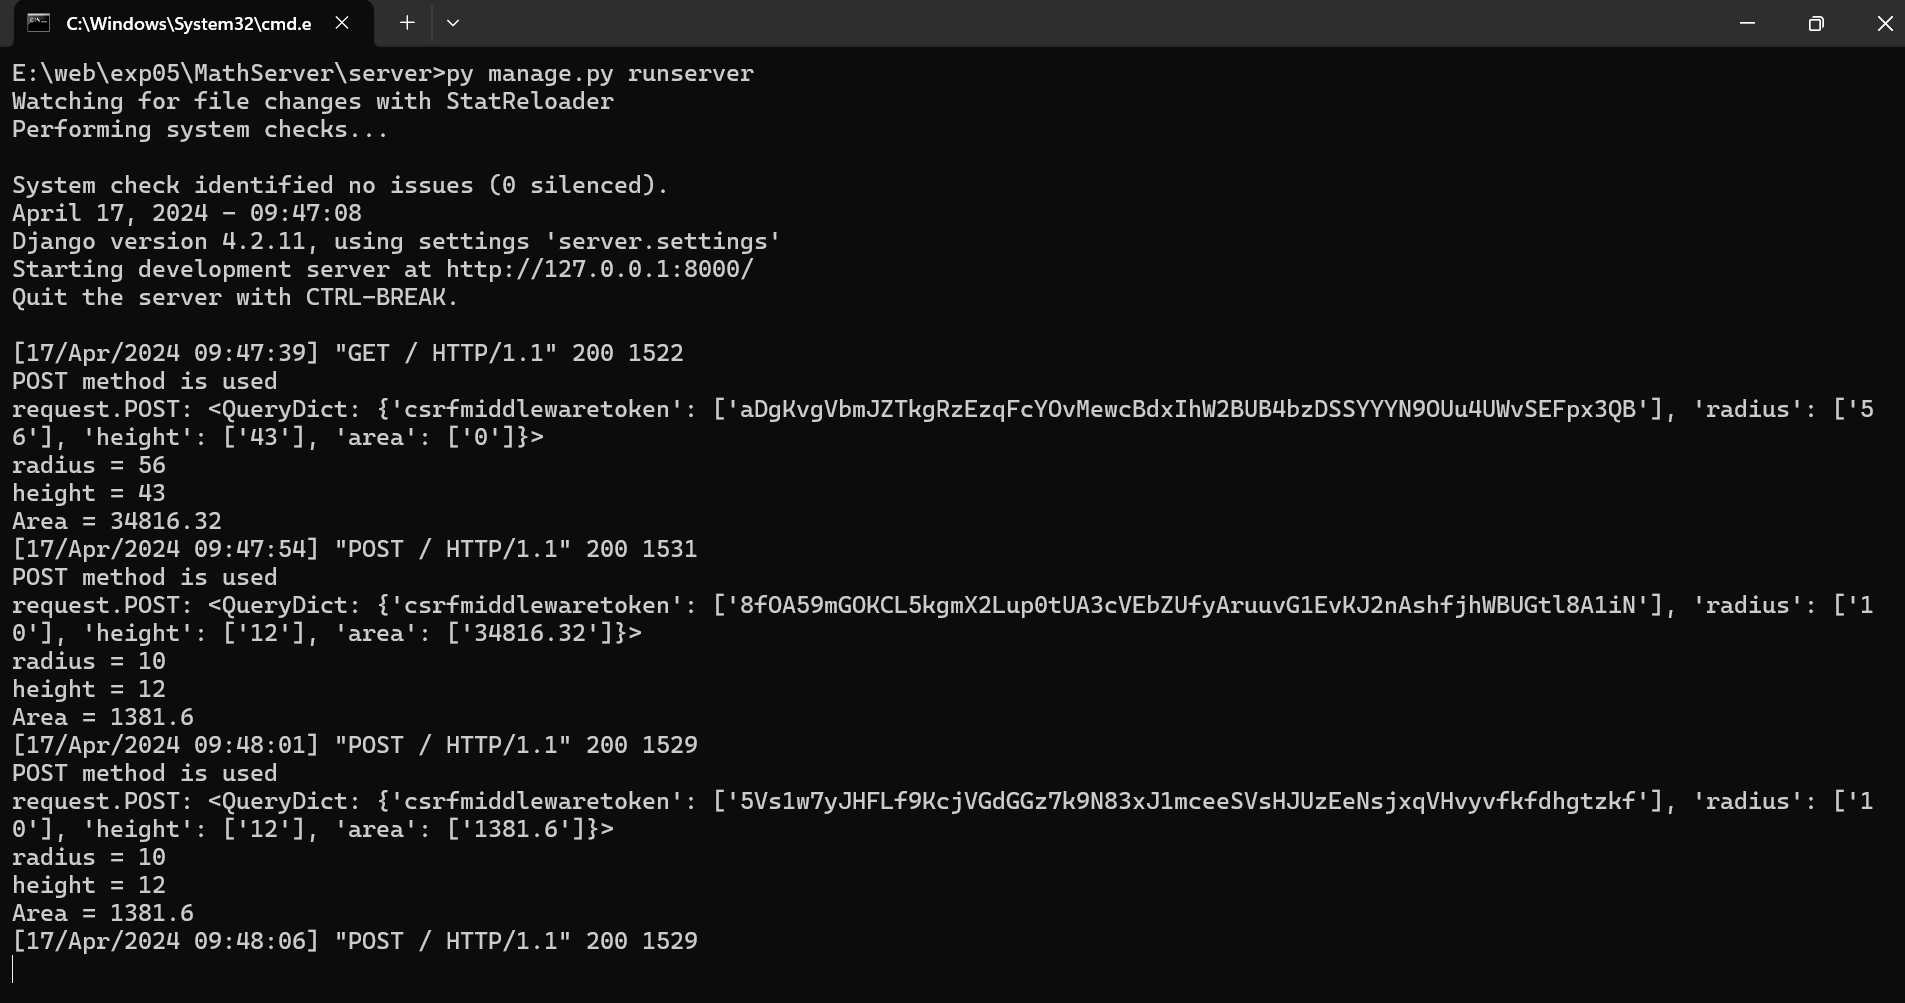 C:\Windows\System32\cmd.e
E:\web\exp05\MathServer\server>py manage.py runserver
Watching for file changes with StatReloader
Performing system checks...
System check identified no issues (0 silenced).
April 17, 2024 - 09:47:08
Django version 4.2.11, using settings 'server.settings'
Starting development server at http://127.0.0.1:8000/
Quit the server with CTRL-BREAK.
[17/Apr/2024 09:47:39] "GET / HTTP/1.1" 200 1522
POST method is used
request.POST: <QueryDict: {'csrfmiddlewaretoken': ['aDgKvgVbmJZTkgRzEzqFcYOvMewcBdxIhW2BUB4bzDSSYYYN9OUu4UWvSEFpx3QB'], 'radius': ['5
6'], 'height': ['43'], 'area': ['0']}>
radius = 56
height = 43
Area = 34816.32
[17/Apr/2024 09:47:54] "POST / HTTP/1.1" 200 1531
POST method is used
request.POST: <QueryDict: {'csrfmiddlewaretoken': ['8fOA59mGOKCL5kgmX2Lup0tUA3cVEbZUfyAruuvG1EvKJ2nAshfjhWBUGtl8A1iN'], 'radius': ['1
0'], 'height': ['12'], 'area': ['34816.32']}>
radius = 10
height = 12
Area = 1381.6
[17/Apr/2024 09:48:01] "POST / HTTP/1.1" 200 1529
POST method is used
request.POST: <QueryDict: {'csrfmiddlewaretoken': ['5Vs1w7yJHFLf9KcjVGdGGz7k9N83xJ1mceeSVsHJUzEeNsjxqVHvyvfkfdhgtzkf'], 'radius': ['1
0'], 'height': ['12'], 'area': ['1381.6']}>
radius = 10
height = 12
Area = 1381.6
[17/Apr/2024 09:48:06] "POST / HTTP/1.1" 200 1529